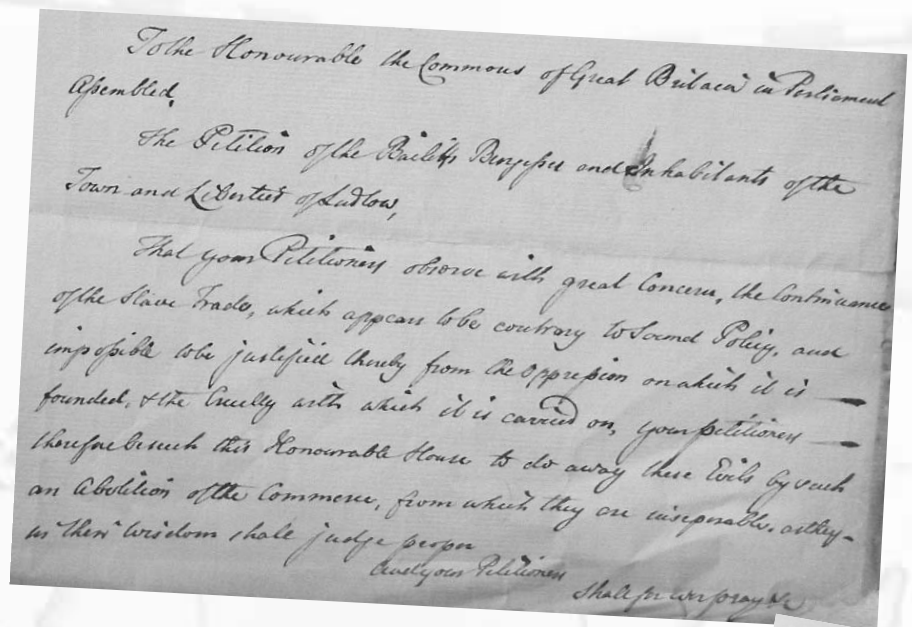 To the Honourable the Commons of Great Britain in Parliament
Assembled,
The Petition of the Bailiffs Burgesses and Inhabitants of the
Town and Liberties of Ludlow,
That your Petitioners observe with great Concern, the Continuance
of the Slave Trade, which appears to be contrary to Sound Policy, and
impossible to be justified thereby from the oppression on which it is
founded, & the Cruelty with which it is carried on, your petitioners
therefore beseech this Honourable House to do away these Evils by such
an Abolition of the Commerce, from which they are inseperable, as they
in their Wisdom shall judge proper
And your Petitioners
shall for ever pray &c